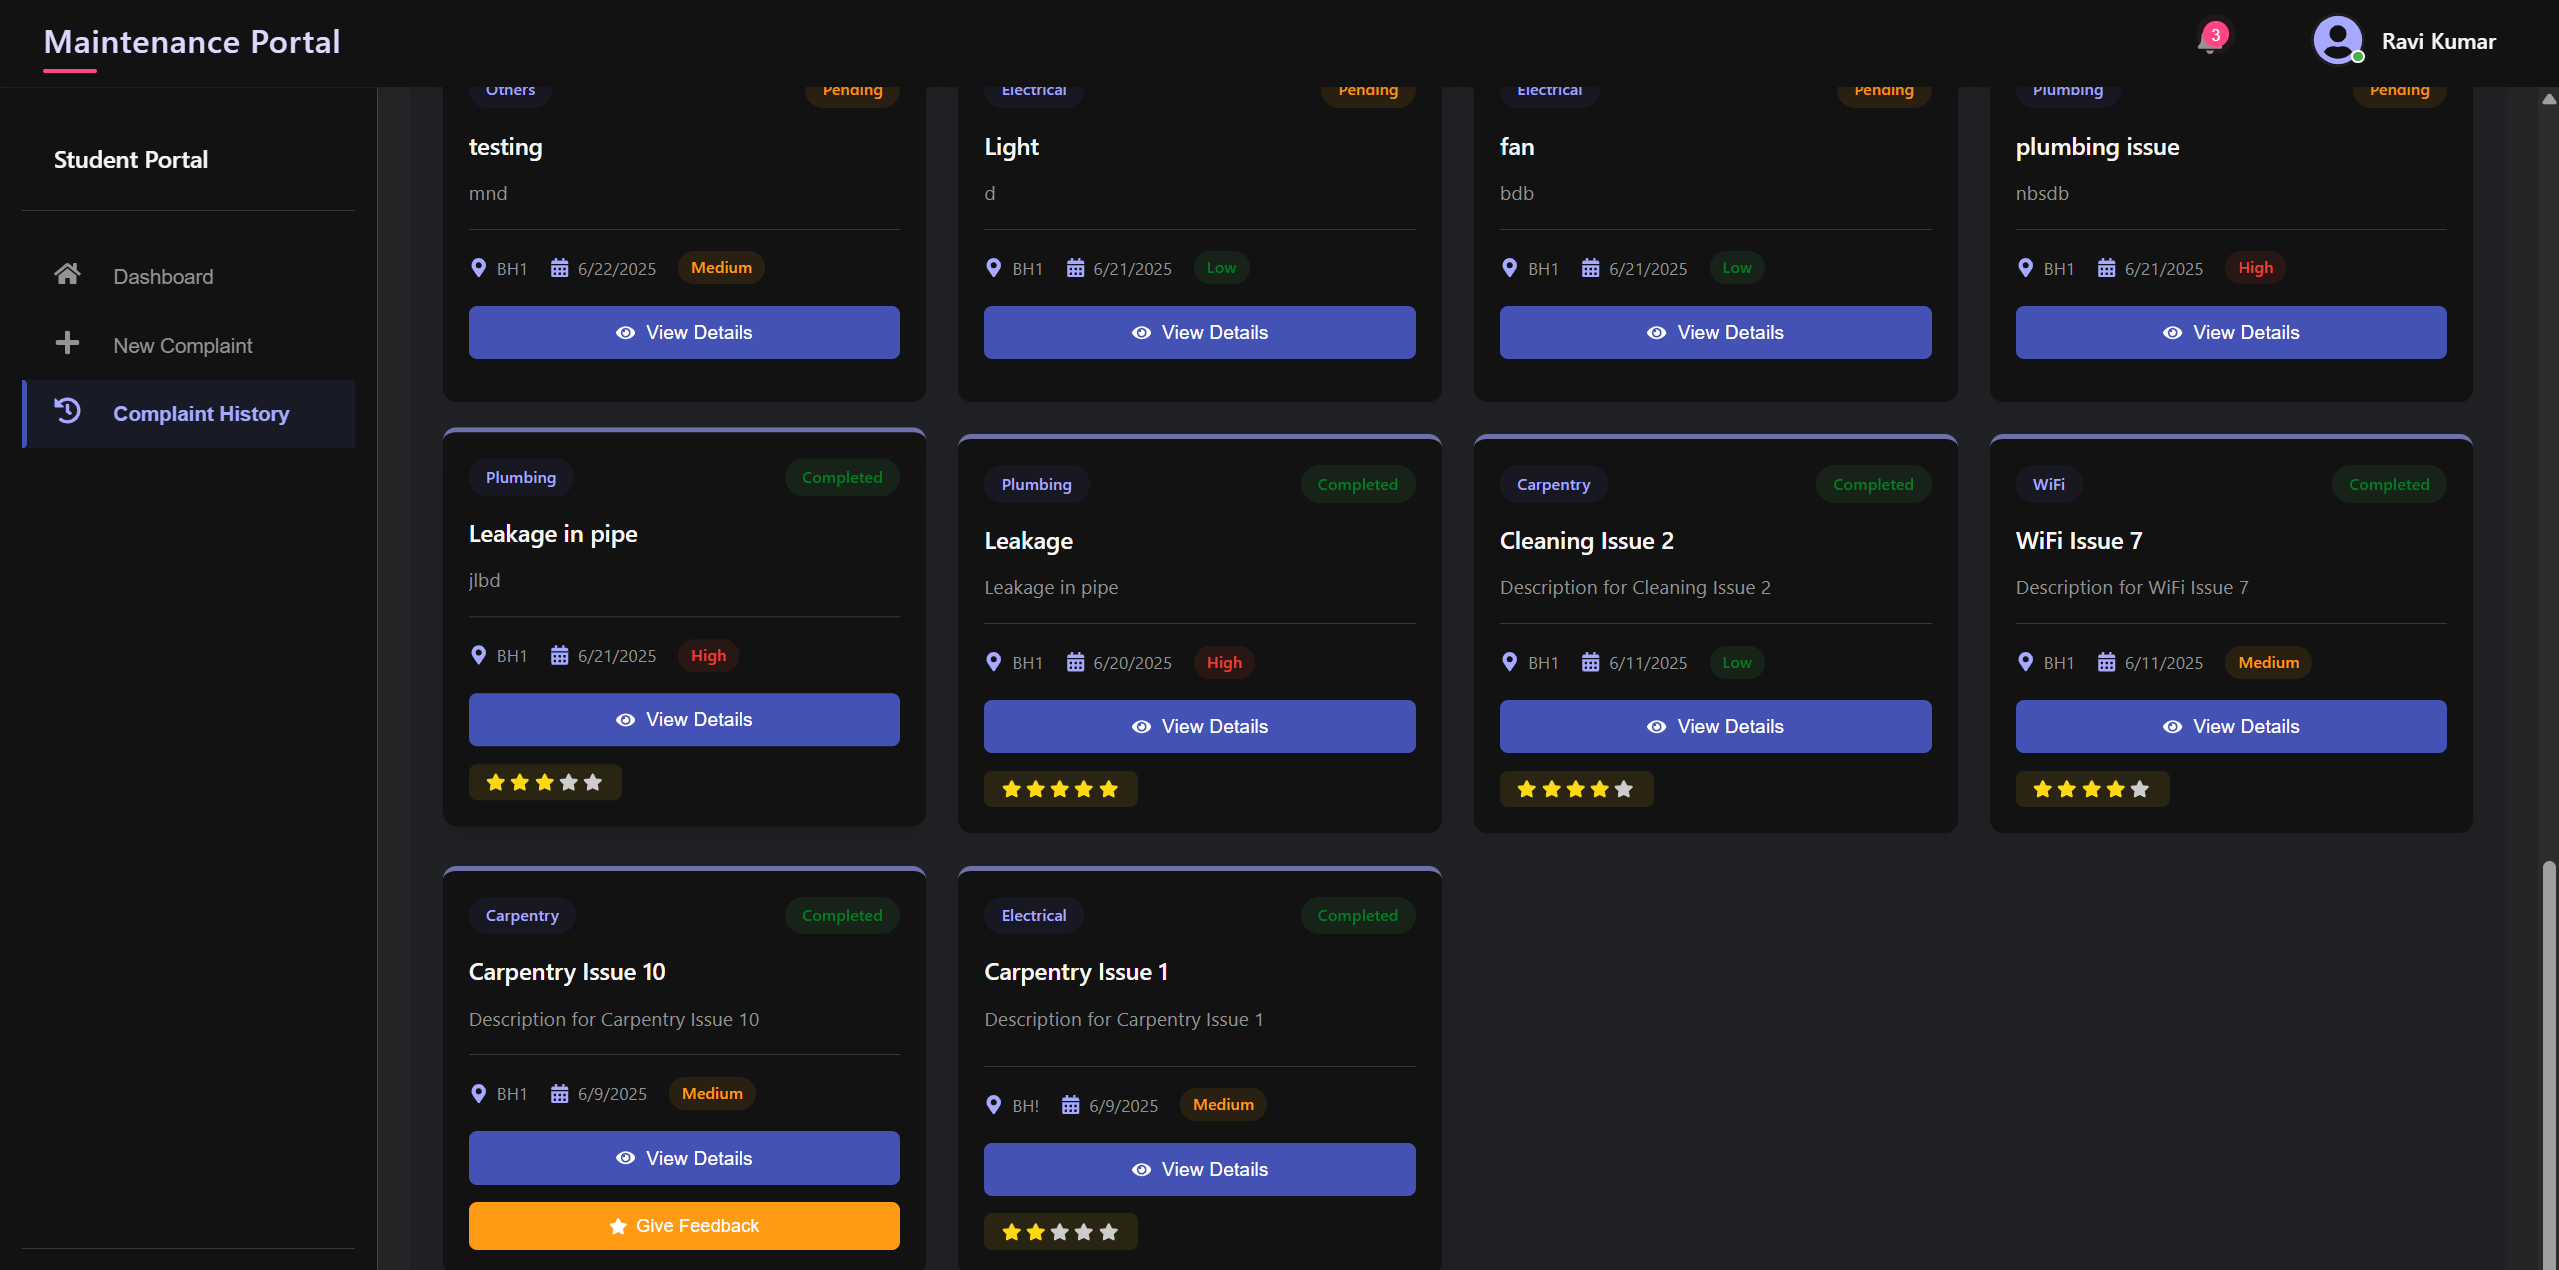 Maintenance Portal
3
Ravi Kumar
Student Portal
Dashboard
New Complaint
Complaint History
Others
Pending
testing
mnd
BH1 6/22/2025 Medium
View Details
Electrical
Pending
Light
d
BH1 6/21/2025 Low
View Details
Electrical
Pending
fan
bdb
BH1 6/21/2025 Low
View Details
Plumbing
Pending
plumbing issue
nbsdb
BH1 6/21/2025 High
View Details
Plumbing
Completed
Leakage in pipe
jlbd
BH1 6/21/2025 High
View Details
Plumbing
Completed
Leakage
Leakage in pipe
BH1 6/20/2025 High
View Details
Carpentry
Completed
Cleaning Issue 2
Description for Cleaning Issue 2
BH1 6/11/2025 Low
View Details
WiFi
Completed
WiFi Issue 7
Description for WiFi Issue 7
BH1 6/11/2025 Medium
View Details
Carpentry
Completed
Carpentry Issue 10
Description for Carpentry Issue 10
BH1 6/9/2025 Medium
View Details
Give Feedback
Electrical
Completed
Carpentry Issue 1
Description for Carpentry Issue 1
BH! 6/9/2025 Medium
View Details